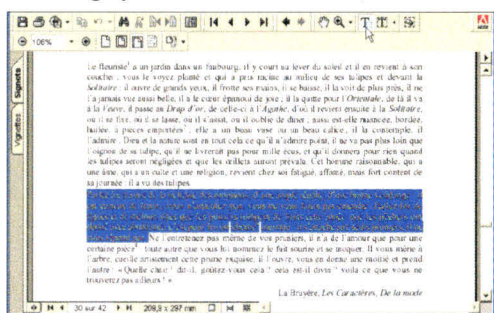 106%
Signets
Vignettes
Le fleuriste a un jardin dans un faubourg, il y court au lever du soleil et il en revient à son
coucher ; vous le voyez planté et qui a pris racine au milieu de ses tulipes et devant la
Solitaire : il ouvre de grands yeux, il frotte ses mains, il se baisse, il la voit de plus près, il ne
l'a jamais vue aussi belle, il a le cœur épanoui de joie ; il la quitte pour l'Orientale, de là il va
à la Veuve, il passe au Drap d'or, de celle-ci à l'Agathe, d'où il revient ensuite à la Solitaire,
où il se fixe, où il se lasse, où il s'assit, où il oublie de dîner ; aussi est-elle nuancée, bordée,
huilée, à pièces emportées ; elle a un beau vase ou un beau calice ; il la contemple, il
l'admire ; Dieu et la nature sont en tout cela ce qu'il n'admire point, il ne va pas plus loin que
l'oignon de sa tulipe, qu'il ne livrerait pas pour mille écus, et qu'il donnera pour rien quand
les tulipes seront négligées et que les œillets auront prévalu. Cet homme raisonnable, qui a
une âme, qui a un culte et une religion, revient chez soi fatigué, affamé, mais fort content de
sa journée : il a vu des tulipes.
Ne l'entretenez pas même de vos pruniers, il n'a de l'amour que pour une
certaine pièce ; toute autre que vous lui nommez le fait sourire et se moquer. Il vous mène à
l'arbre, cueille artistement cette prune exquise, il l'ouvre, vous en donne une moitié et prend
l'autre : « Quelle chair ! dit-il, goûtez-vous cela ? cela est-il divin ? voilà ce que vous ne
trouverez pas ailleurs ! »
La Bruyère, Les Caractères, De la mode
30 sur 42
209,9 x 297 mm